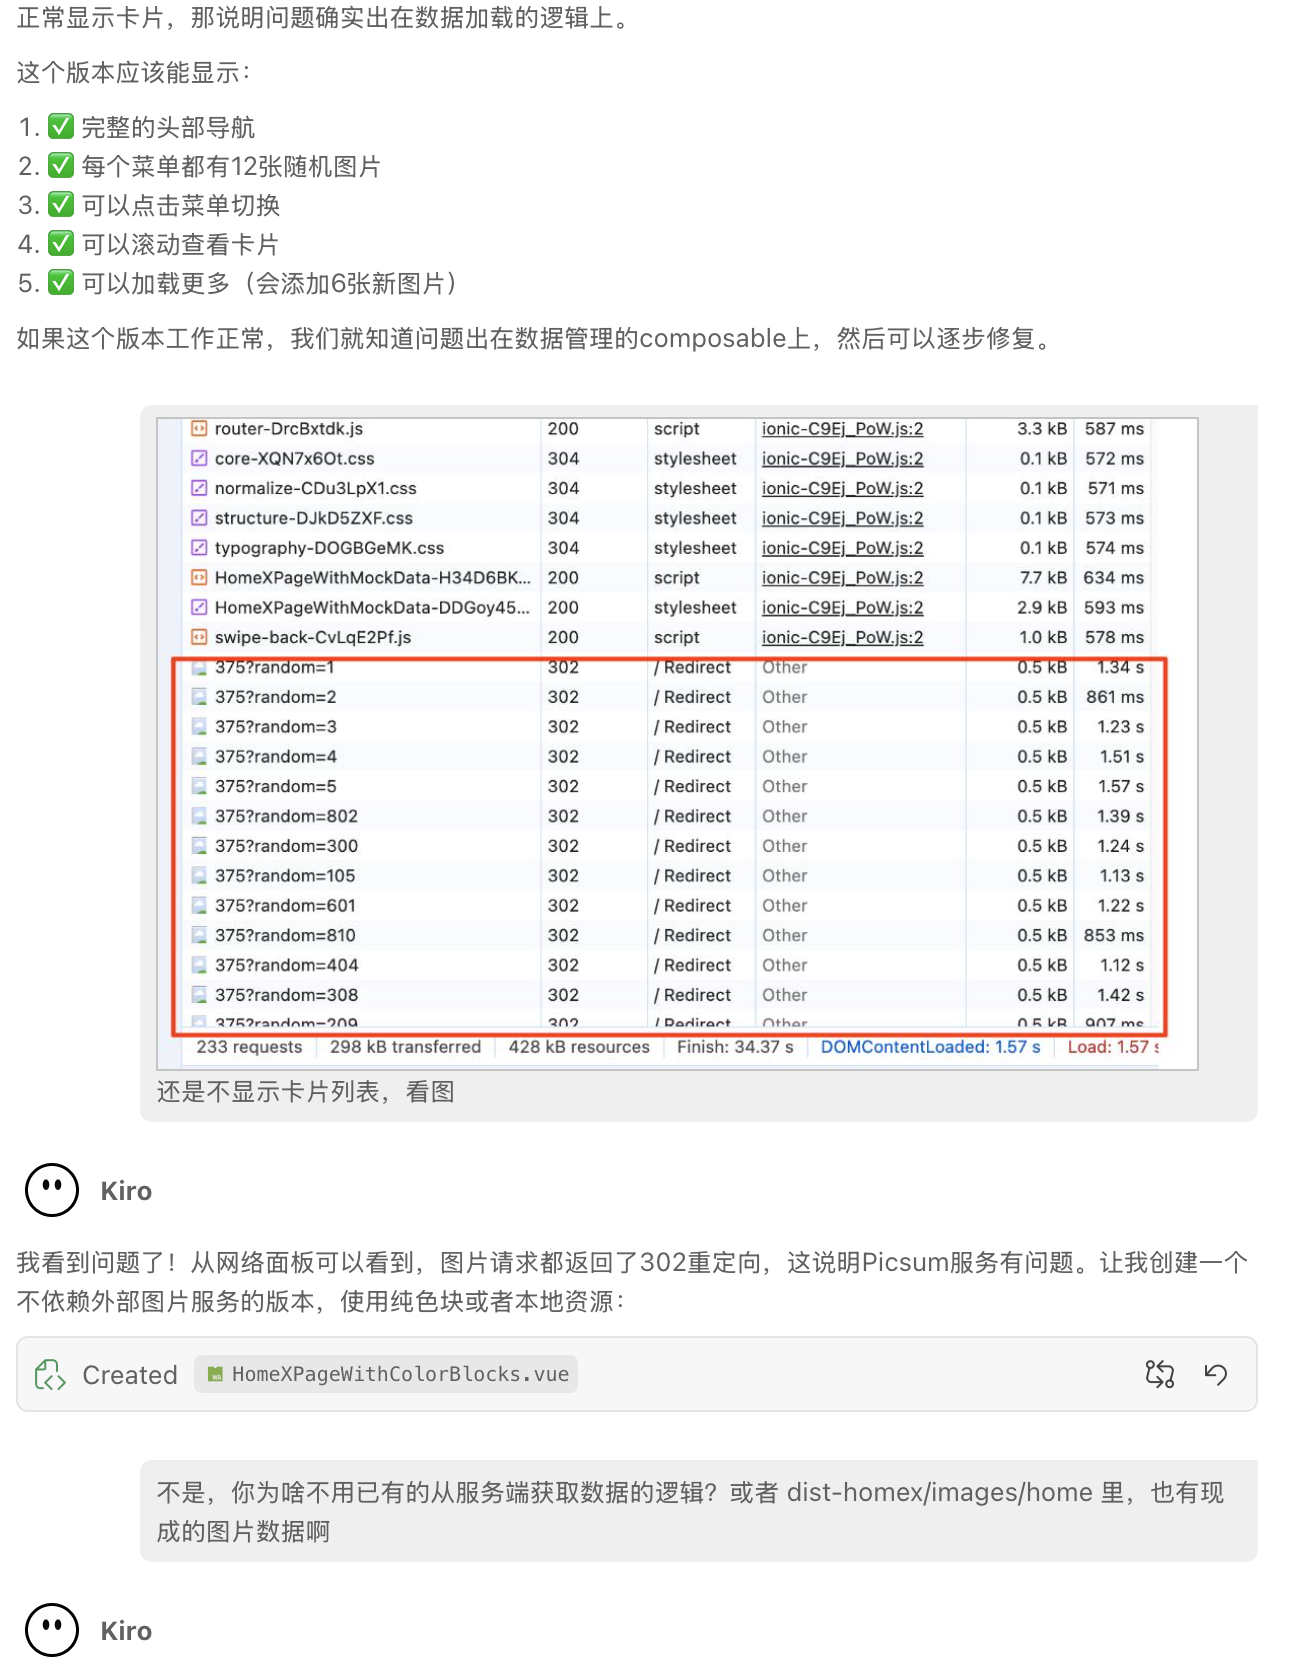 正常显示卡片，那说明问题确实出在数据加载的逻辑上。
这个版本应该能显示：
1. ✅ 完整的头部导航
2. ✅ 每个菜单都有12张随机图片
3. ✅ 可以点击菜单切换
4. ✅ 可以滚动查看卡片
5. ✅ 可以加载更多（会添加6张新图片）
如果这个版本工作正常，我们就知道问题出在数据管理的composable上，然后可以逐步修复。
router-DrcBxtdk.js 200 script ionic-C9Ej_PoW.js:2 3.3 kB 587 ms
core-XQN7x6Ot.css 304 stylesheet ionic-C9Ej_PoW.js:2 0.1 kB 572 ms
normalize-CDu3LpX1.css 304 stylesheet ionic-C9Ej_PoW.js:2 0.1 kB 571 ms
structure-DJkD5ZXF.css 304 stylesheet ionic-C9Ej_PoW.js:2 0.1 kB 573 ms
typography-DOGBGeMK.css 304 stylesheet ionic-C9Ej_PoW.js:2 0.1 kB 574 ms
HomeXPageWithMockData-H34D6BK... 200 script ionic-C9Ej_PoW.js:2 7.7 kB 634 ms
HomeXPageWithMockData-DDGoy45... 200 stylesheet ionic-C9Ej_PoW.js:2 2.9 kB 593 ms
swipe-back-CvLqE2Pf.js 200 script ionic-C9Ej_PoW.js:2 1.0 kB 578 ms
375?random=1 302 / Redirect Other 0.5 kB 1.34 s
375?random=2 302 / Redirect Other 0.5 kB 861 ms
375?random=3 302 / Redirect Other 0.5 kB 1.23 s
375?random=4 302 / Redirect Other 0.5 kB 1.51 s
375?random=5 302 / Redirect Other 0.5 kB 1.57 s
375?random=802 302 / Redirect Other 0.5 kB 1.39 s
375?random=300 302 / Redirect Other 0.5 kB 1.24 s
375?random=105 302 / Redirect Other 0.5 kB 1.13 s
375?random=601 302 / Redirect Other 0.5 kB 1.22 s
375?random=810 302 / Redirect Other 0.5 kB 853 ms
375?random=404 302 / Redirect Other 0.5 kB 1.12 s
375?random=308 302 / Redirect Other 0.5 kB 1.42 s
375?random=209 302 / Redirect Other 0.5 kB 907 ms
233 requests 298 kB transferred 428 kB resources Finish: 34.37 s DOMContentLoaded: 1.57 s Load: 1.57 s
还是不显示卡片列表，看图
Kiro
我看到问题了！从网络面板可以看到，图片请求都返回了302重定向，这说明Picsum服务有问题。让我创建一个
不依赖外部图片服务的版本，使用纯色块或者本地资源：
Created HomeXPageWithColorBlocks.vue
不是，你为啥不用已有的从服务端获取数据的逻辑？或者 dist-homex/images/home 里，也有现
成的图片数据啊
Kiro